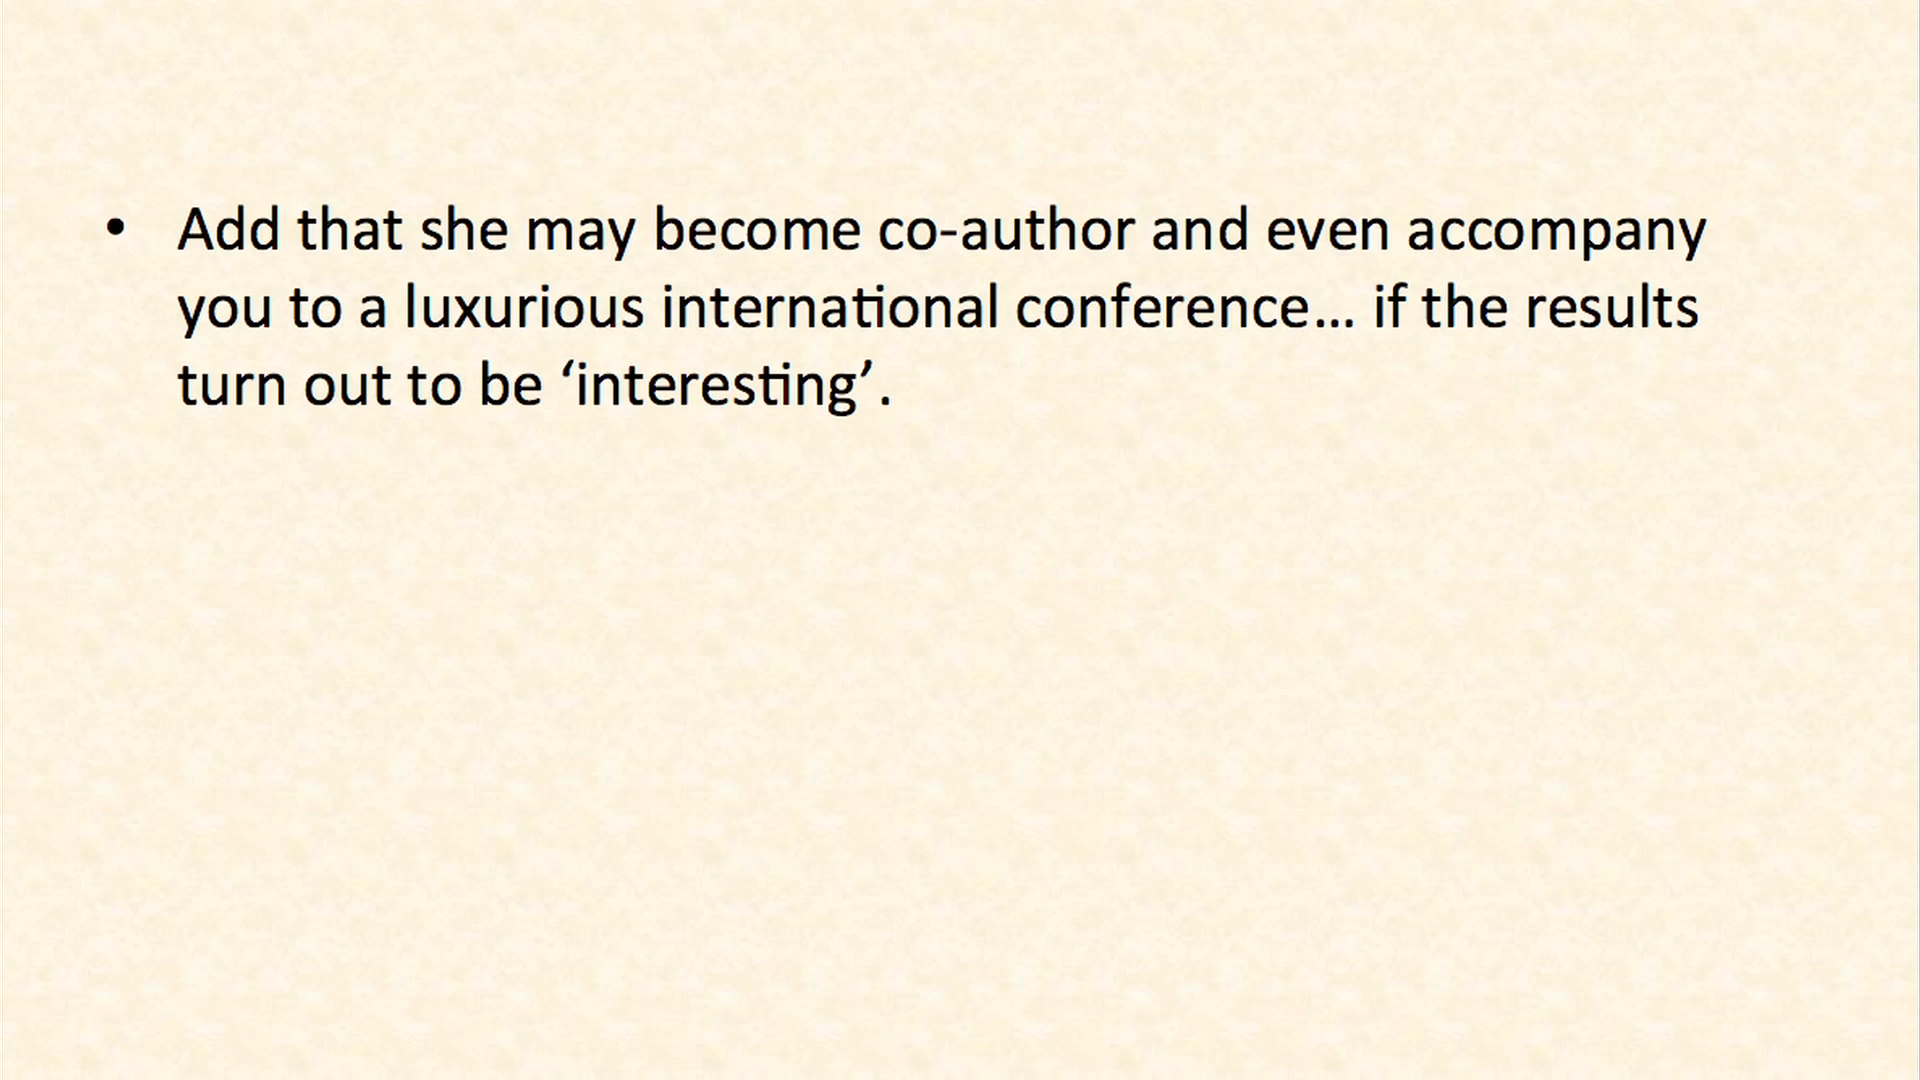 • Add that she may become co-author and even accompany
you to a luxurious international conference… if the results
turn out to be ‘interesting’.